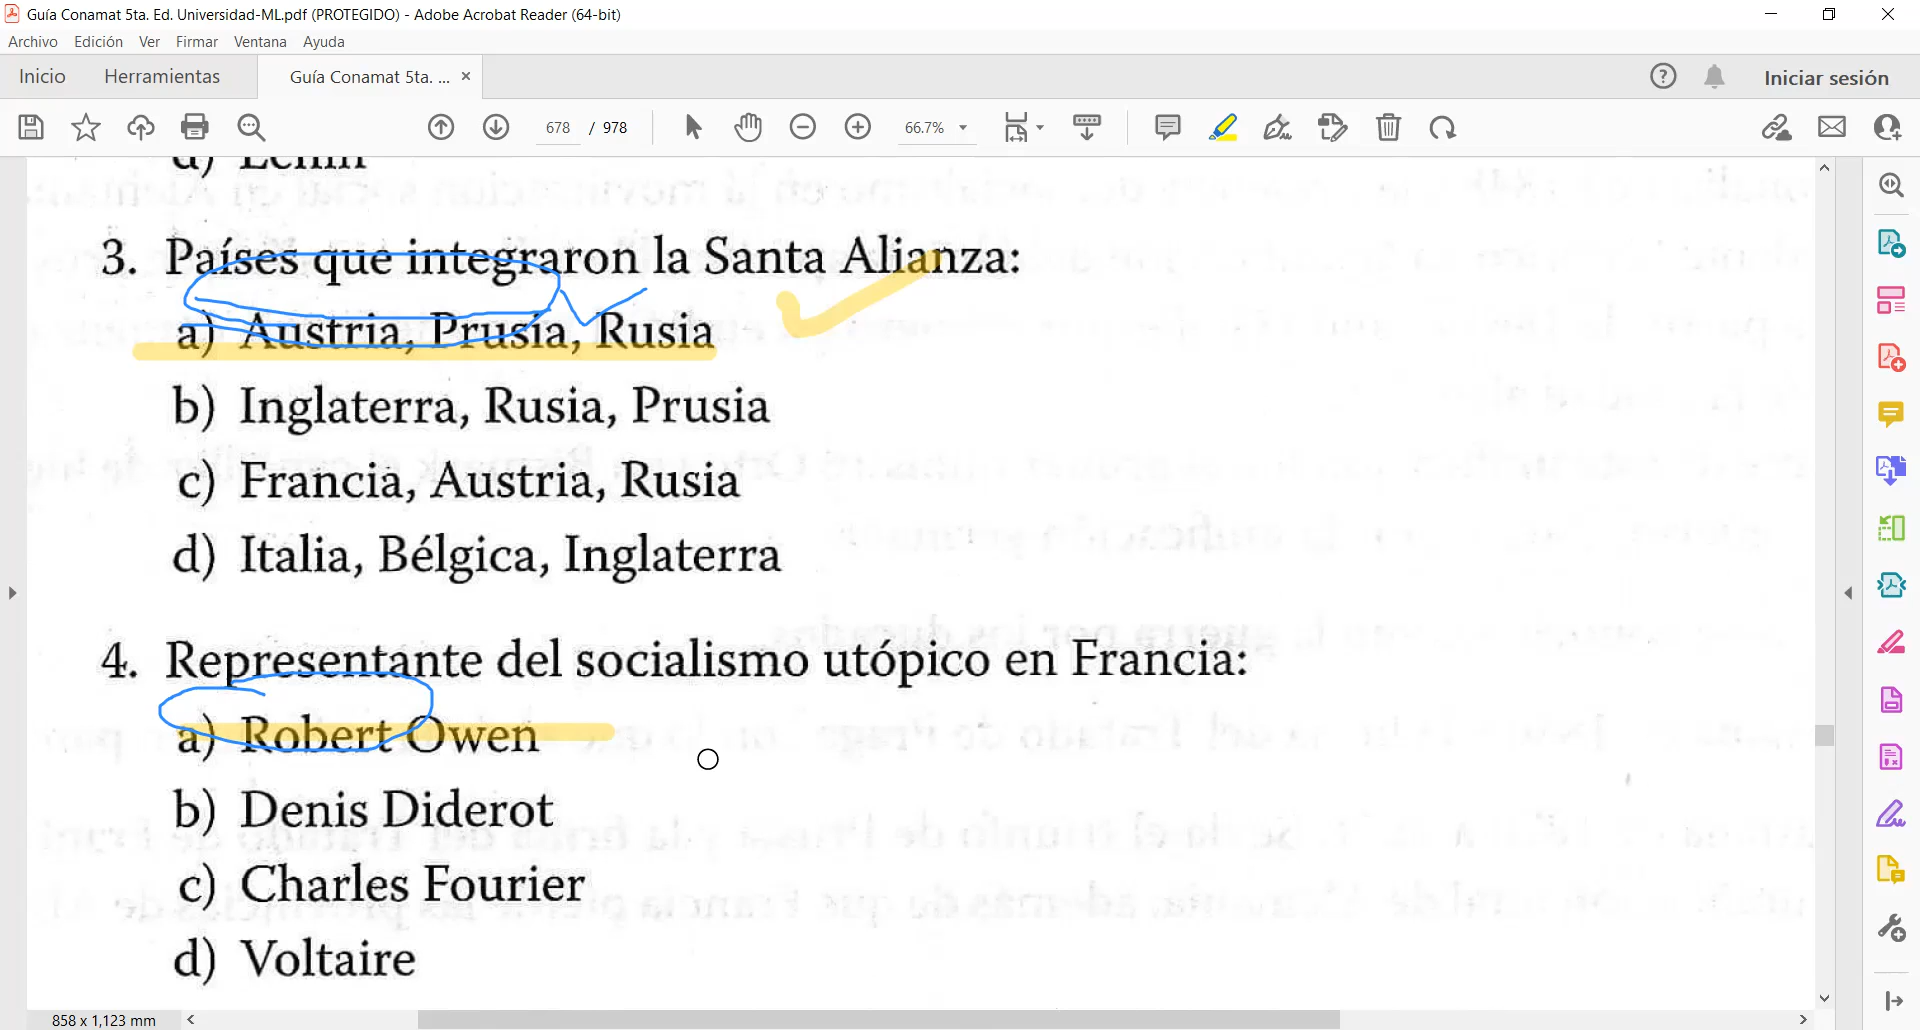 Guía Conamat 5ta. Ed. Universidad-ML.pdf (PROTEGIDO) - Adobe Acrobat Reader (64-bit)
Archivo Edición Ver Firmar Ventana Ayuda
Inicio Herramientas Guía Conamat 5ta. ... × Iniciar sesión
678 / 978 66.7%
d) Lenin
3. Países que integraron la Santa Alianza:
a) Austria, Prusia, Rusia
b) Inglaterra, Rusia, Prusia
c) Francia, Austria, Rusia
d) Italia, Bélgica, Inglaterra
4. Representante del socialismo utópico en Francia:
a) Robert Owen
b) Denis Diderot
c) Charles Fourier
d) Voltaire
858 x 1,123 mm